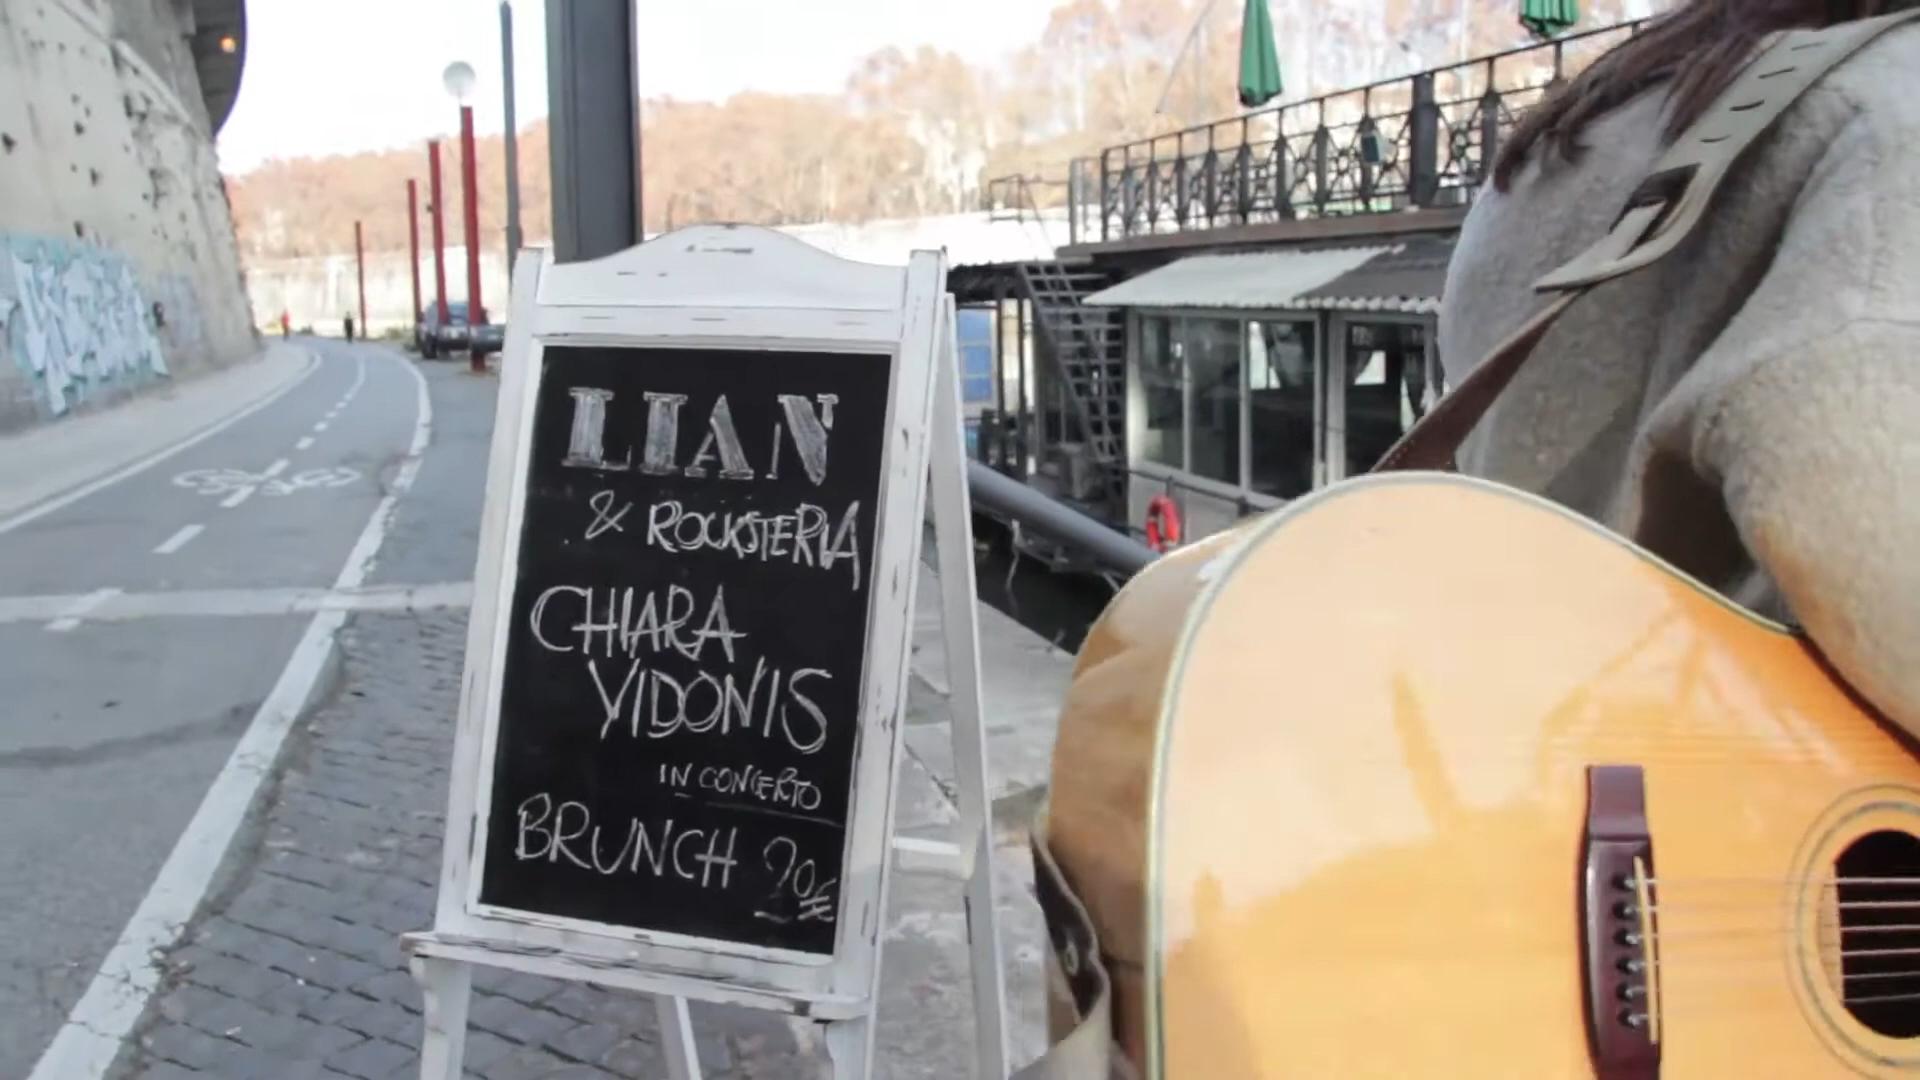 LIAN
& ROCKSTERIA
CHIARA
VIDONIS
IN CONCERTO
BRUNCH 20€